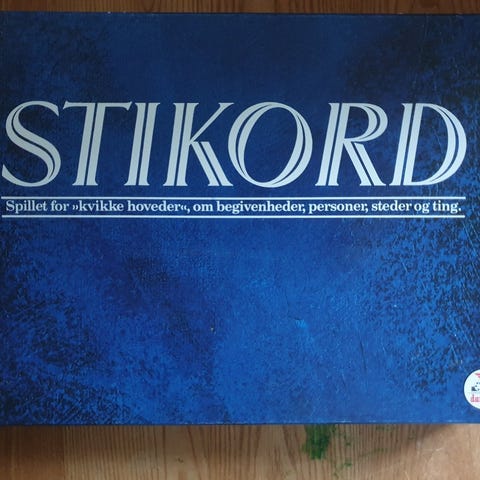 STIKORD
Spillet for »kvikke hoveder«, om begivenheder, personer, steder og ting.